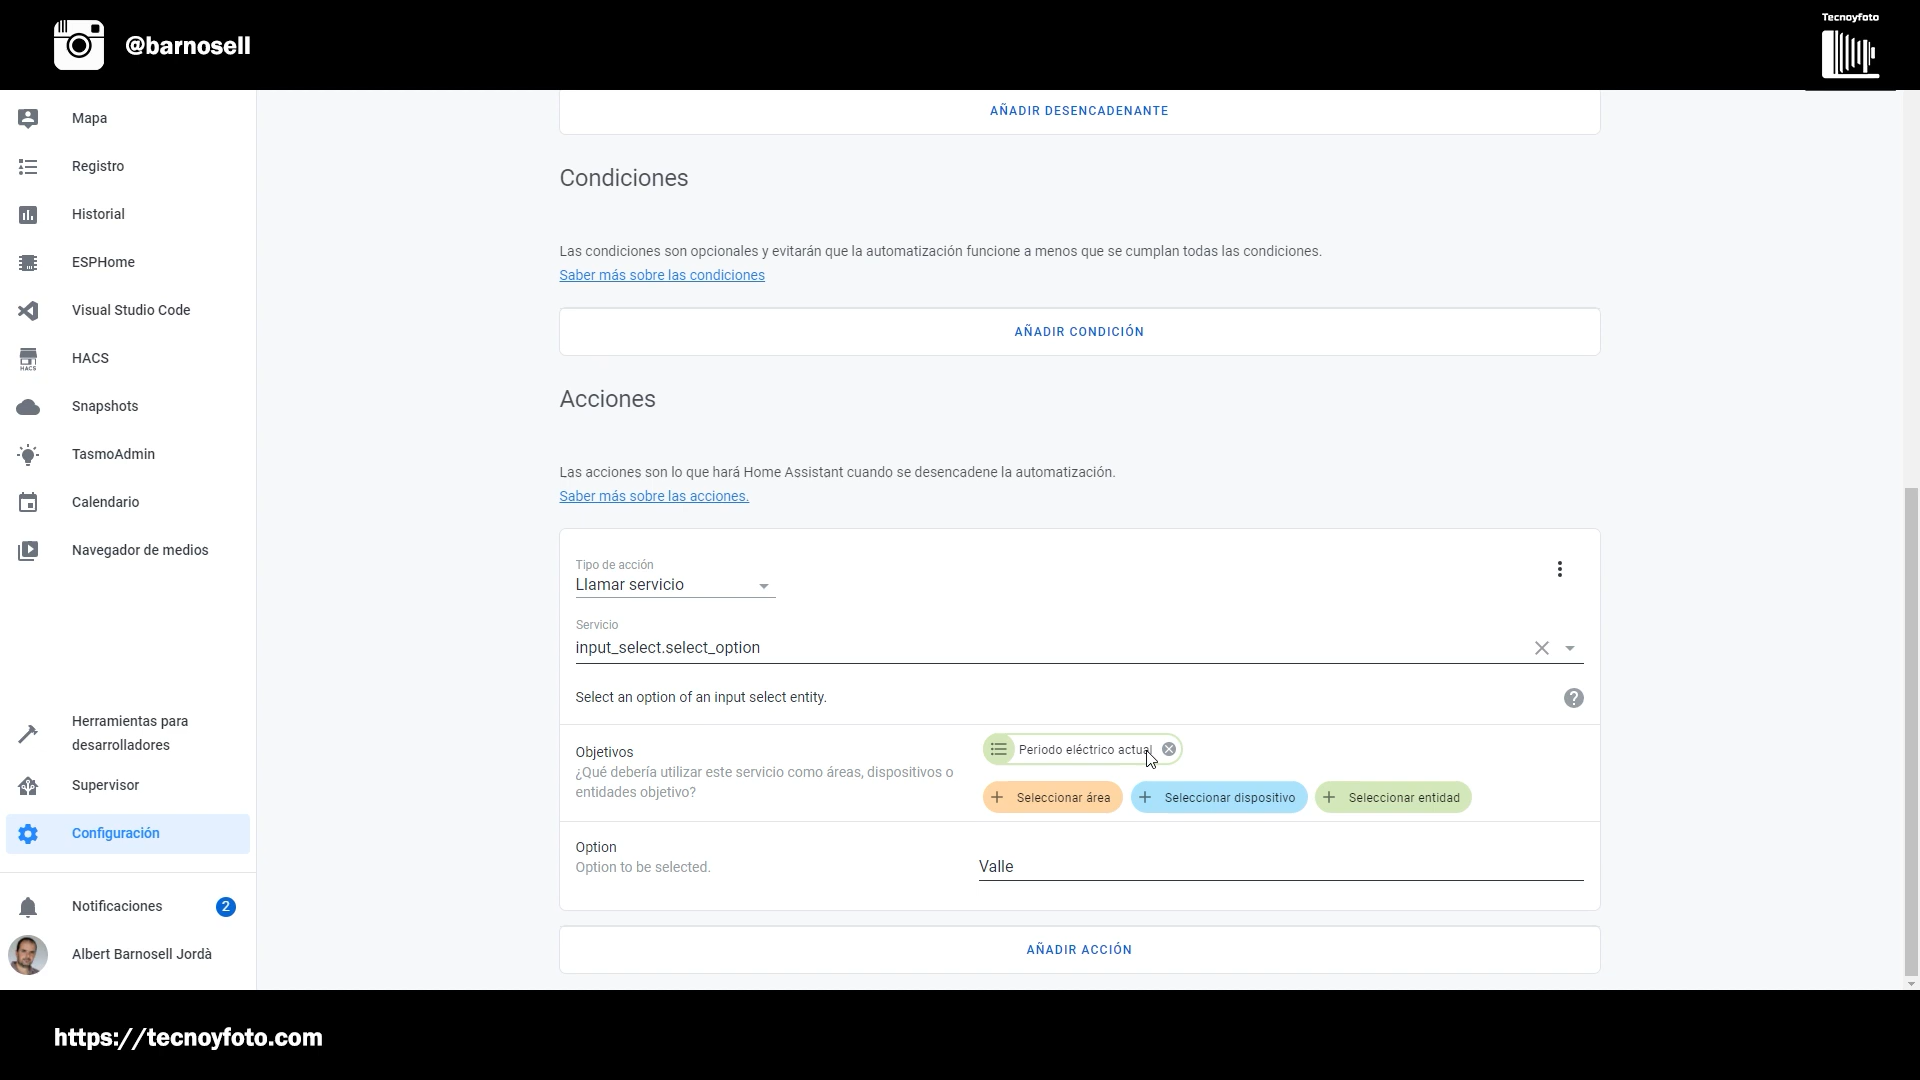 @barnosell
Tecnoyfoto
Mapa
Registro
Historial
ESPHome
Visual Studio Code
HACS
HACS
Snapshots
TasmoAdmin
Calendario
Navegador de medios
Herramientas para
desarrolladores
Supervisor
Configuración
Notificaciones
2
Albert Barnosell Jordà
AÑADIR DESENCADENANTE
Condiciones
Las condiciones son opcionales y evitarán que la automatización funcione a menos que se cumplan todas las condiciones.
Saber más sobre las condiciones
AÑADIR CONDICIÓN
Acciones
Las acciones son lo que hará Home Assistant cuando se desencadene la automatización.
Saber más sobre las acciones.
Tipo de acción
Llamar servicio
Servicio
input_select.select_option
Select an option of an input select entity.
Objetivos
¿Qué debería utilizar este servicio como áreas, dispositivos o
entidades objetivo?
Periodo eléctrico actual
Seleccionar área
Seleccionar dispositivo
Seleccionar entidad
Option
Option to be selected.
Valle
AÑADIR ACCIÓN
https://tecnoyfoto.com